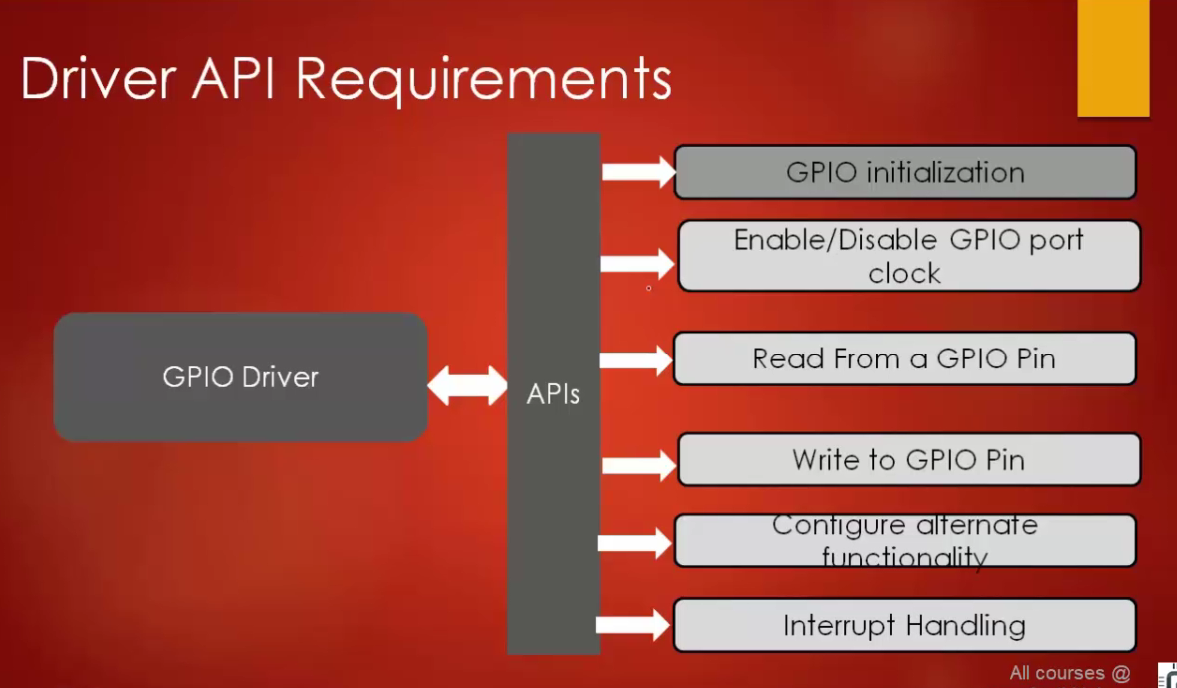 Driver API Requirements
GPIO Driver
APIs
GPIO initialization
Enable/Disable GPIO port
clock
Read From a GPIO Pin
Write to GPIO Pin
Configure alternate
functionality
Interrupt Handling
All courses @